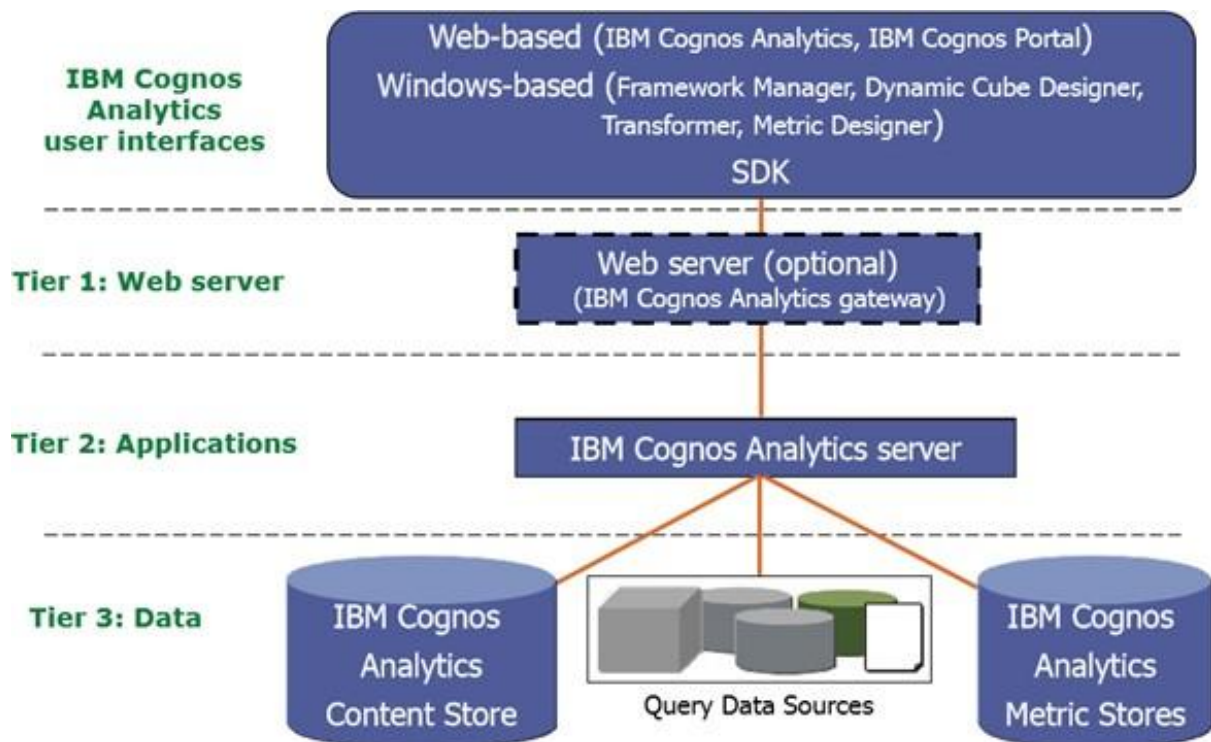 IBM Cognos
Analytics
user interfaces
Web-based (IBM Cognos Analytics, IBM Cognos Portal)
Windows-based (Framework Manager, Dynamic Cube Designer,
Transformer, Metric Designer)
SDK
Tier 1: Web server
Web server (optional)
(IBM Cognos Analytics gateway)
Tier 2: Applications
IBM Cognos Analytics server
Tier 3: Data
IBM Cognos
Analytics
Content Store
Query Data Sources
IBM Cognos
Analytics
Metric Stores